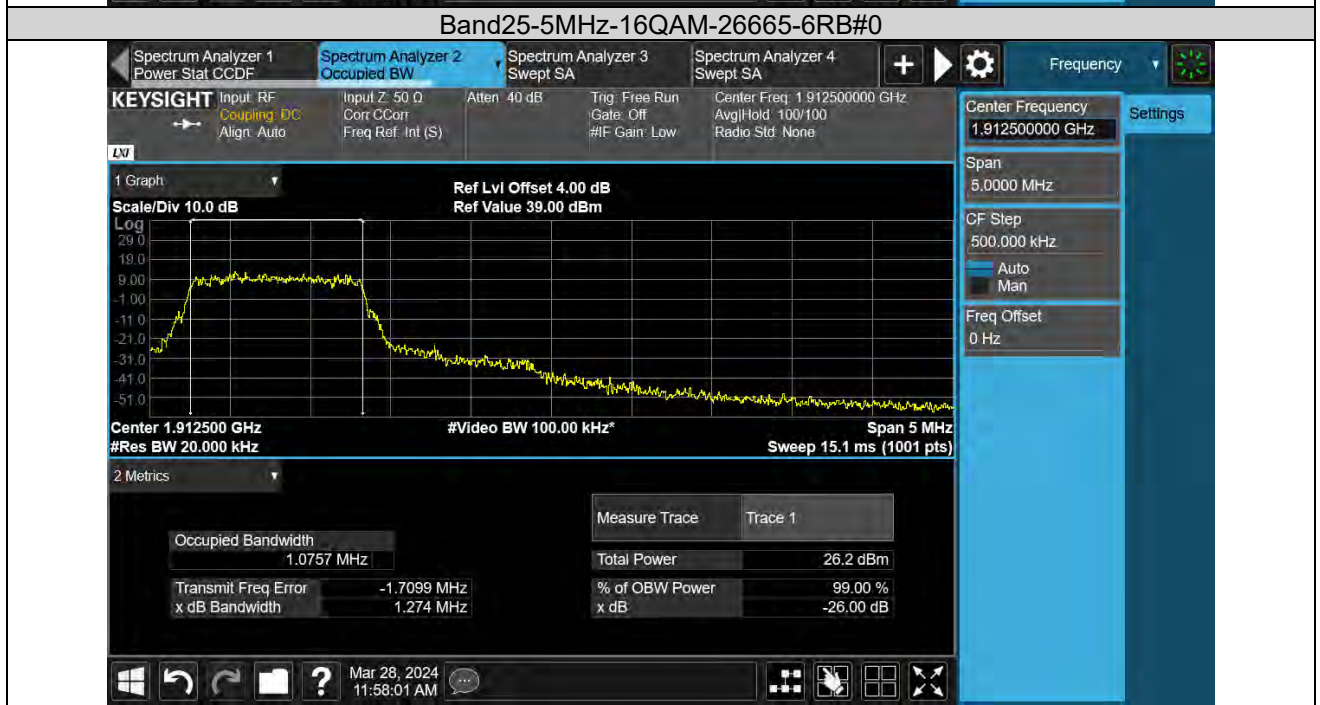 Band25-5MHz-16QAM-26665-6RB#0
Spectrum Analyzer 1
Power Stat CCDF
Spectrum Analyzer 2
Occupied BW
Spectrum Analyzer 3
Swept SA
Spectrum Analyzer 4
Swept SA
+
Frequency
KEYSIGHT
Input: RF
Coupling: DC
Align: Auto
LXI
Input Z: 50 Ω
Corr CCorr
Freq Ref: Int (S)
Atten: 40 dB
Trig: Free Run
Gate: Off
#IF Gain: Low
Center Freq: 1.912500000 GHz
Avg|Hold: 100/100
Radio Std: None
Center Frequency
1.912500000 GHz
Settings
Span
5.0000 MHz
CF Step
500.000 kHz
Auto
Man
Freq Offset
0 Hz
1 Graph
Scale/Div 10.0 dB
Ref Lvl Offset 4.00 dB
Ref Value 39.00 dBm
Log
29.0
19.0
9.00
-1.00
-11.0
-21.0
-31.0
-41.0
-51.0
Center 1.912500 GHz
#Res BW 20.000 kHz
#Video BW 100.00 kHz*
Span 5 MHz
Sweep 15.1 ms (1001 pts)
2 Metrics
Measure Trace Trace 1
Occupied Bandwidth
1.0757 MHz
Total Power 26.2 dBm
Transmit Freq Error -1.7099 MHz
% of OBW Power 99.00 %
x dB Bandwidth 1.274 MHz
x dB -26.00 dB
?
Mar 28, 2024
11:58:01 AM